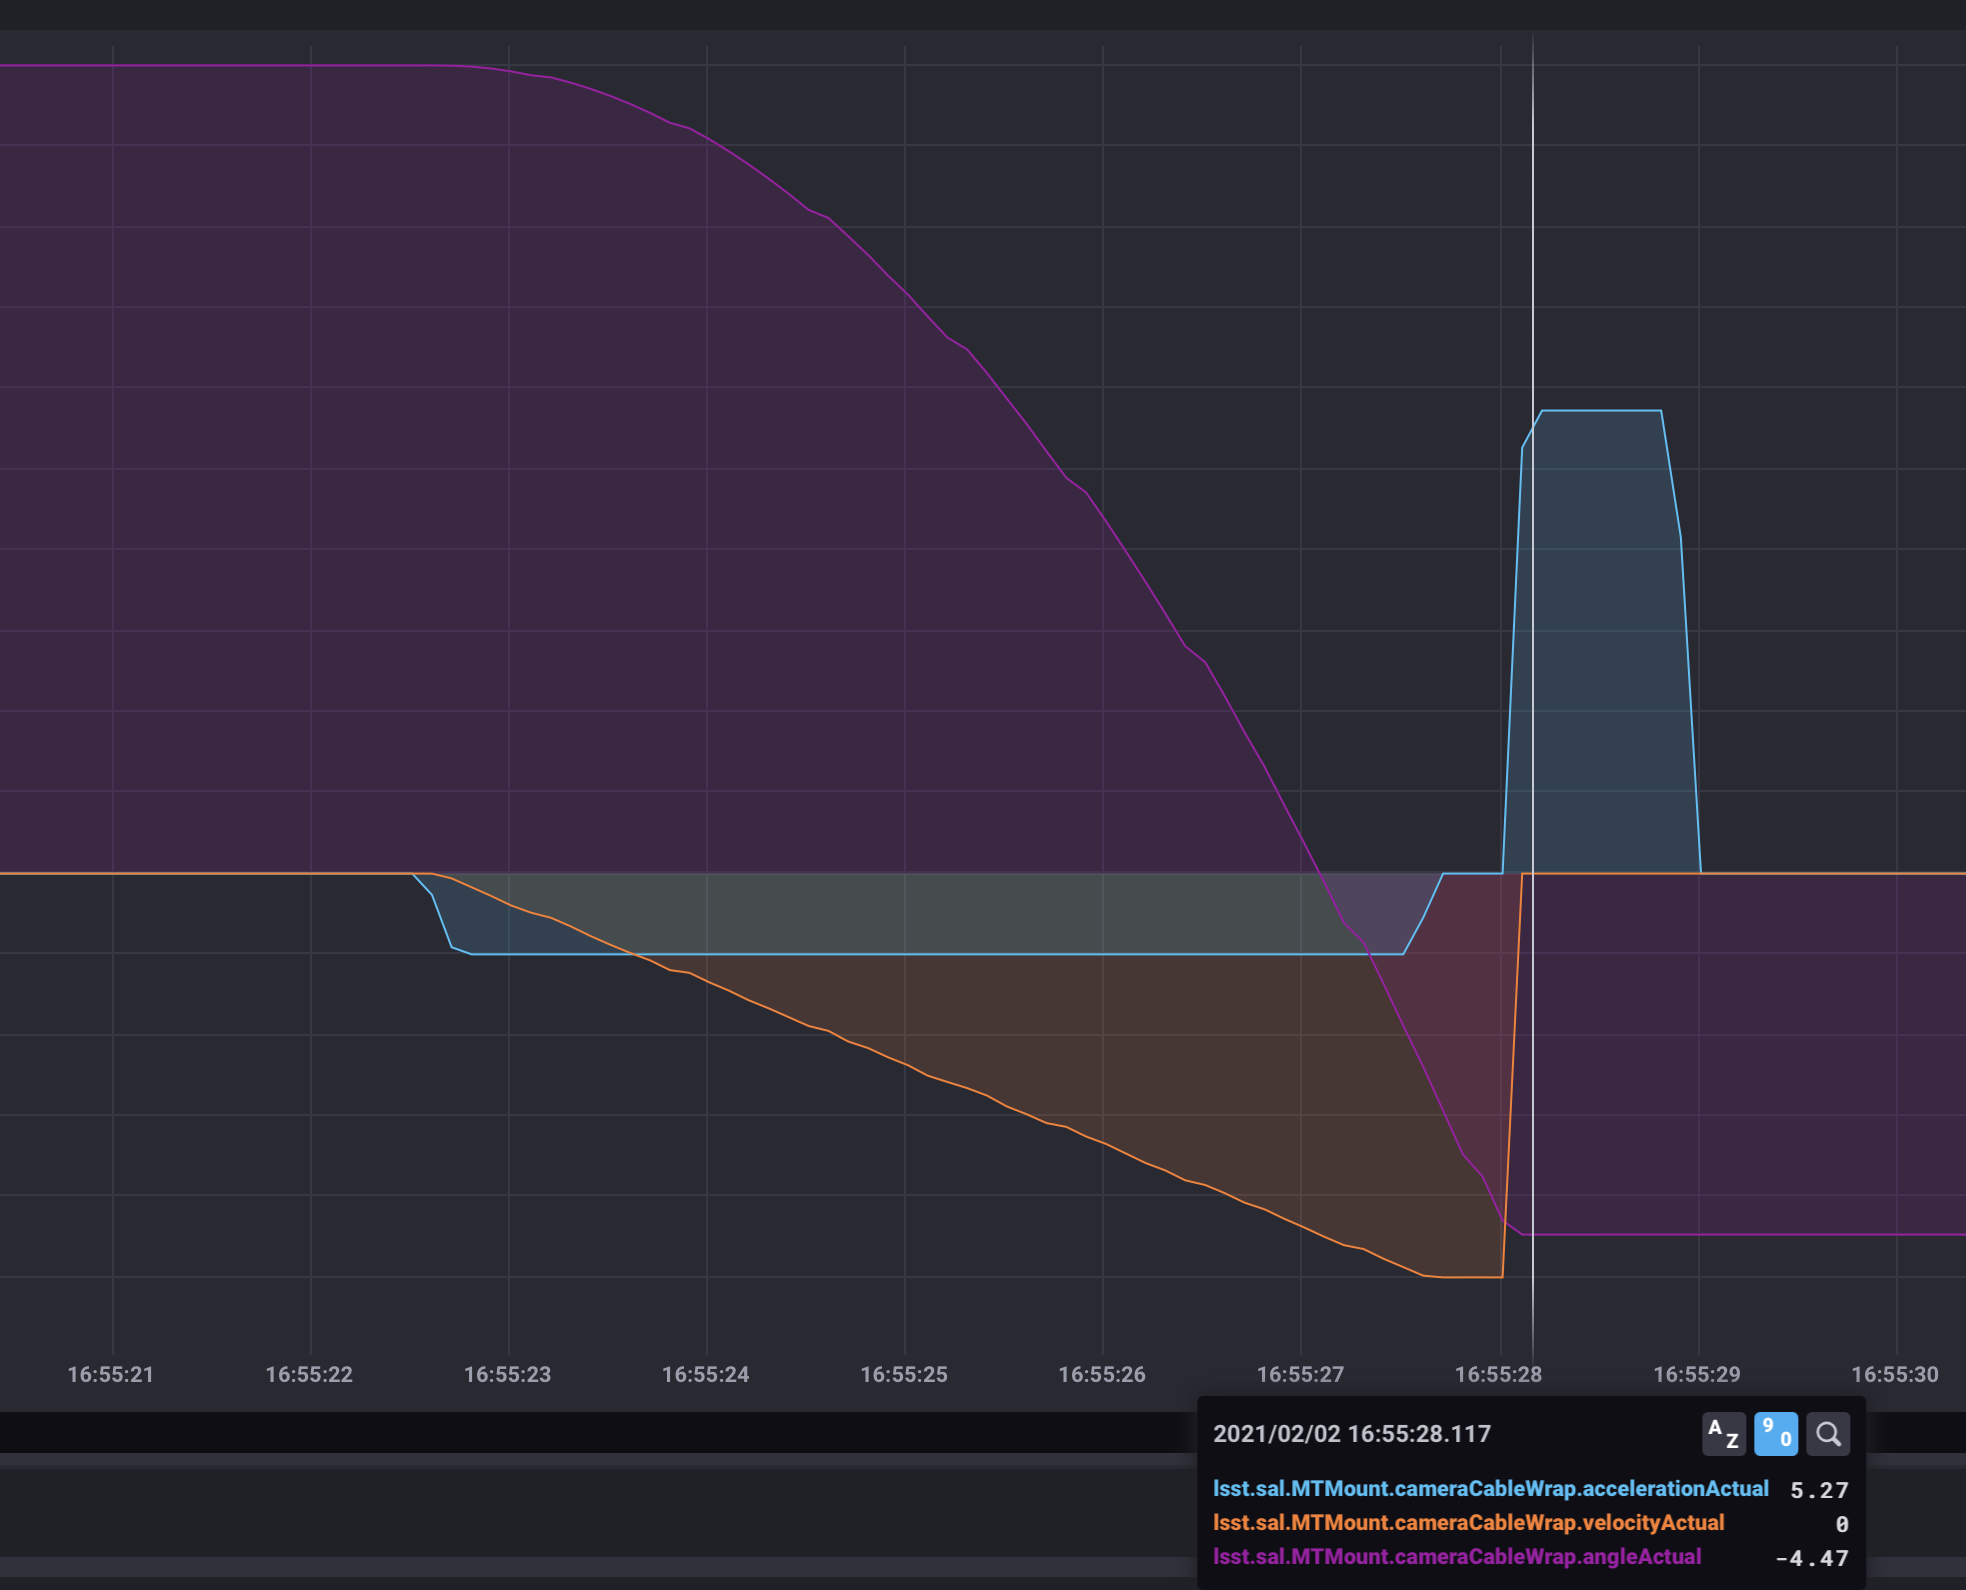 16:55:21 16:55:22 16:55:23 16:55:24 16:55:25 16:55:26 16:55:27 16:55:28 16:55:29 16:55:30
2021/02/02 16:55:28.117 AZ 90
lsst.sal.MTMount.cameraCableWrap.accelerationActual 5.27
lsst.sal.MTMount.cameraCableWrap.velocityActual 0
lsst.sal.MTMount.cameraCableWrap.angleActual -4.47